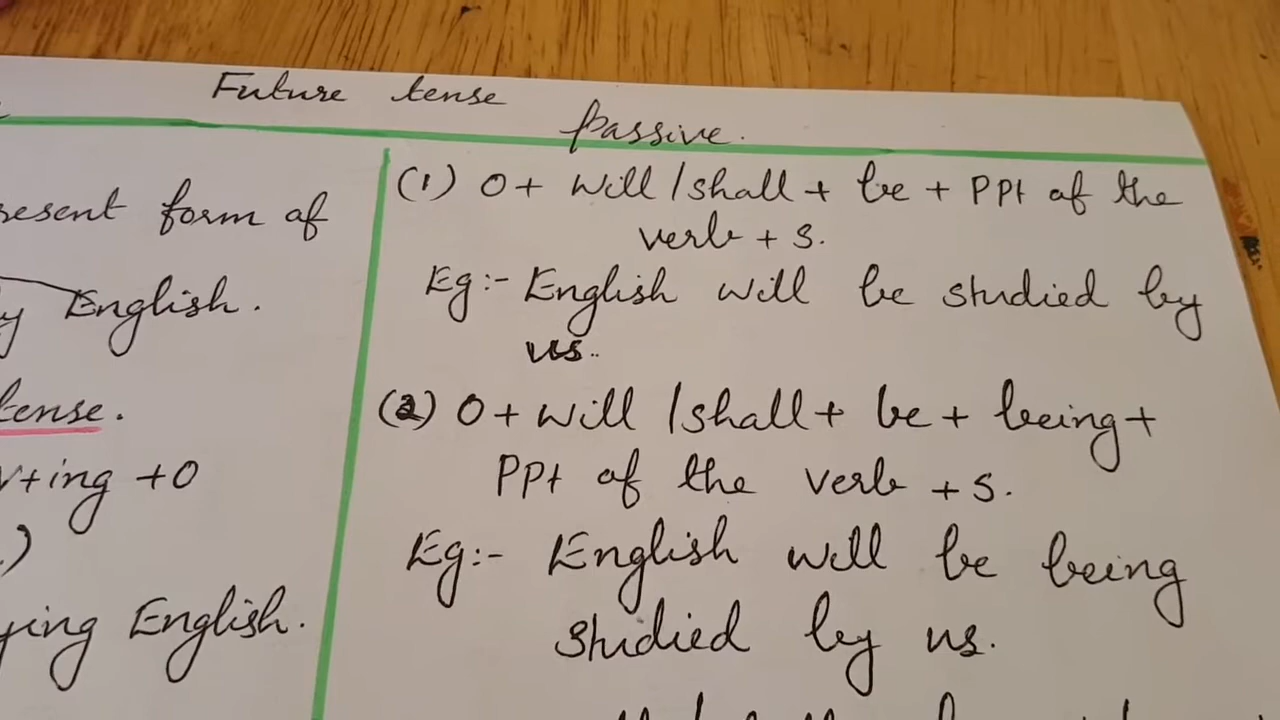 Future tense
Passive.
resent form of
y English.
tense.
v+ing +O
.)
ying English.
(1) O+ will /shall + be + PPt of the
verb + S.
Eg:- English will be studied by
us..
(2) O+ will /shall + be + being +
PPt of the verb + S.
Eg:- English will be being
studied by us.